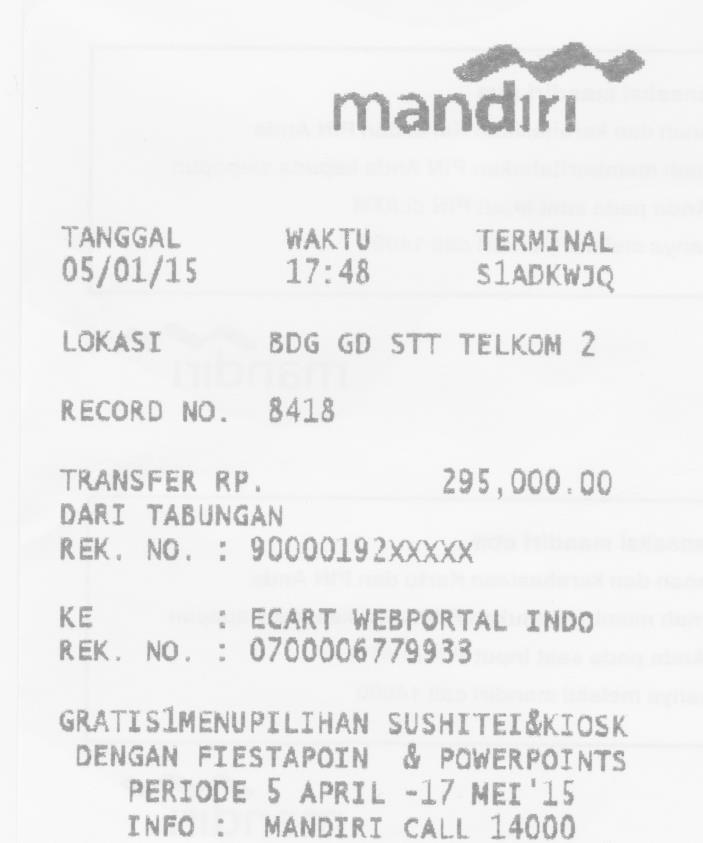 mandiri
TANGGAL WAKTU TERMINAL
05/01/15 17:48 S1ADKWJQ
LOKASI BDG GD STT TELKOM 2
RECORD NO. 8418
TRANSFER RP. 295,000.00
DARI TABUNGAN
REK. NO. : 90000192XXXXX
KE : ECART WEBPORTAL INDO
REK. NO. : 0700006779933
GRATIS1MENUPILIHAN SUSHITEI&KIOSK
DENGAN FIESTAPOIN & POWERPOINTS
PERIODE 5 APRIL -17 MEI'15
INFO : MANDIRI CALL 14000